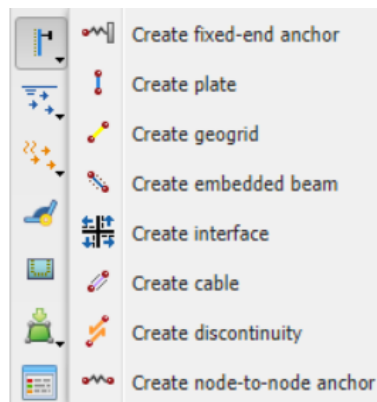 Create fixed-end anchor
Create plate
Create geogrid
Create embedded beam
Create interface
Create cable
Create discontinuity
Create node-to-node anchor